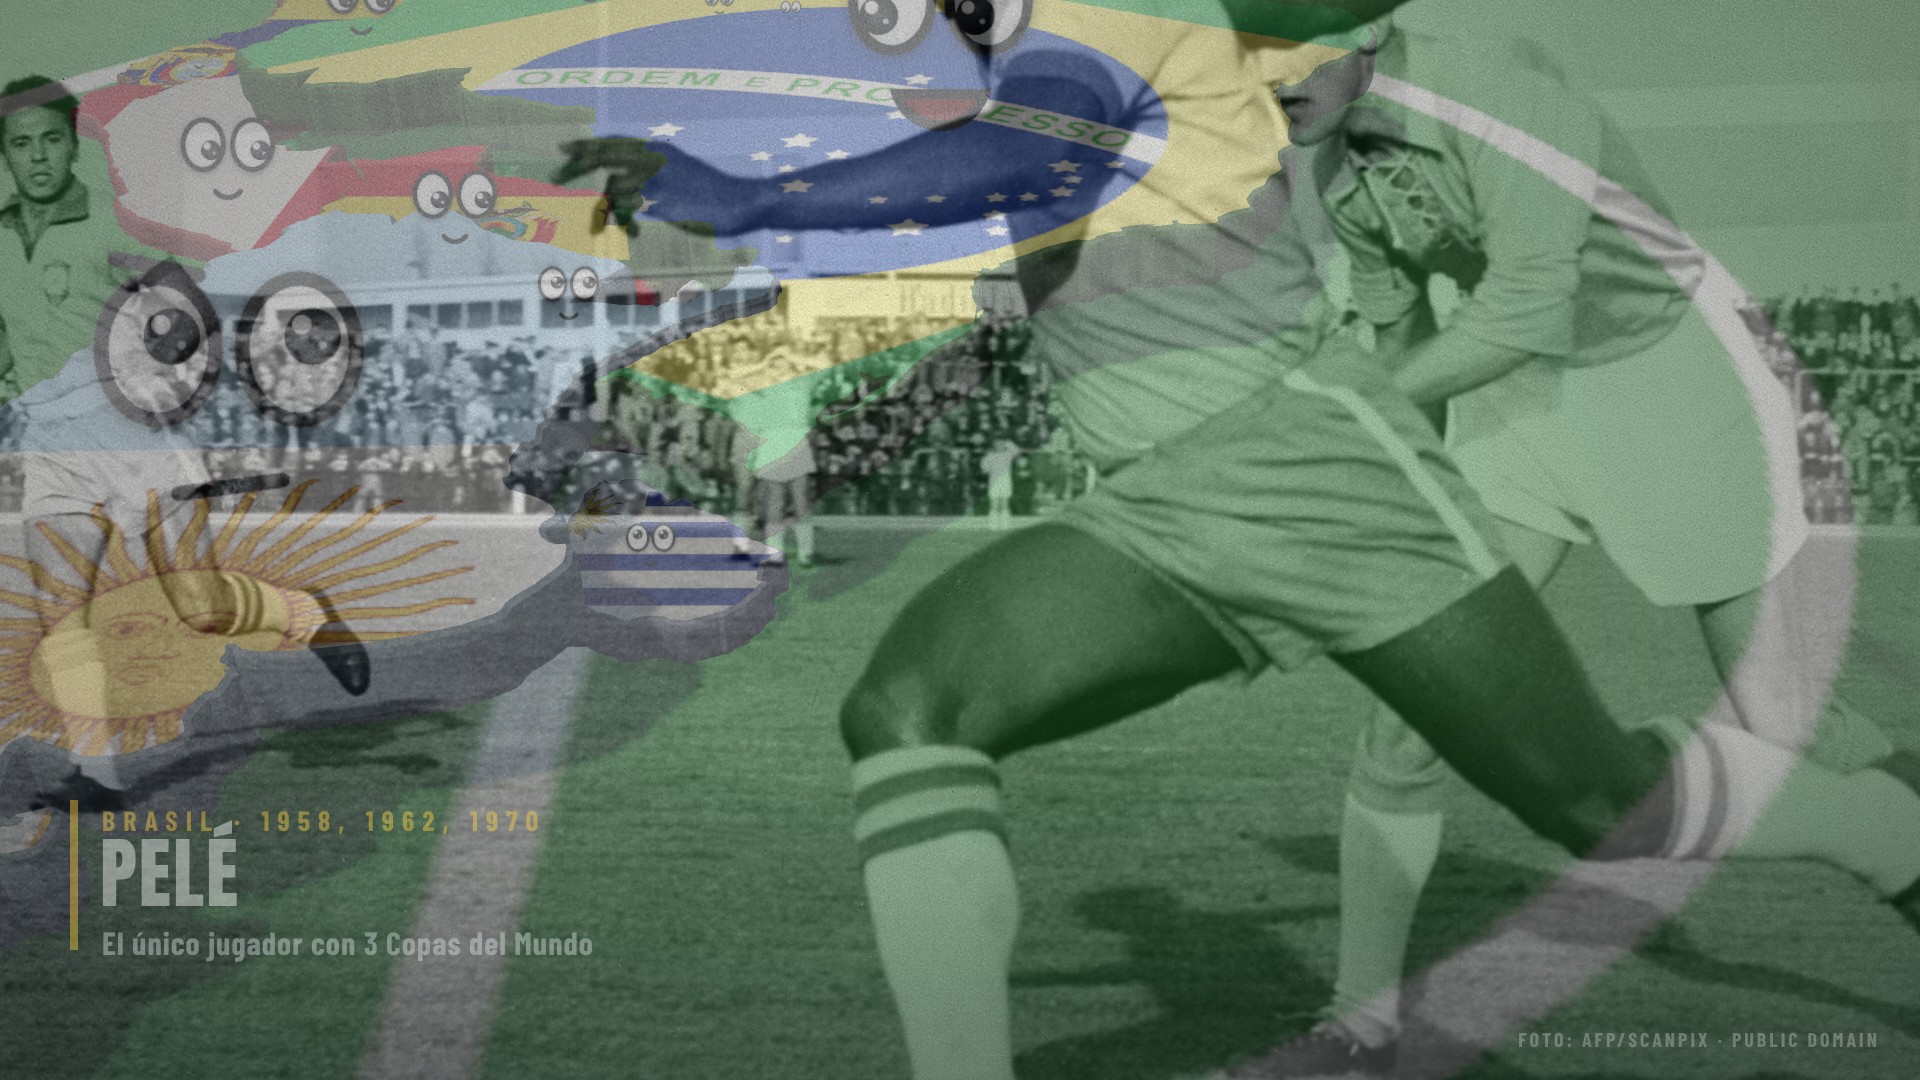 ORDEM E PROGRESSO
BRASIL · 1958, 1962, 1970
PELÉ
El único jugador con 3 Copas del Mundo
FOTO: AFP/SCANPIX · PUBLIC DOMAIN